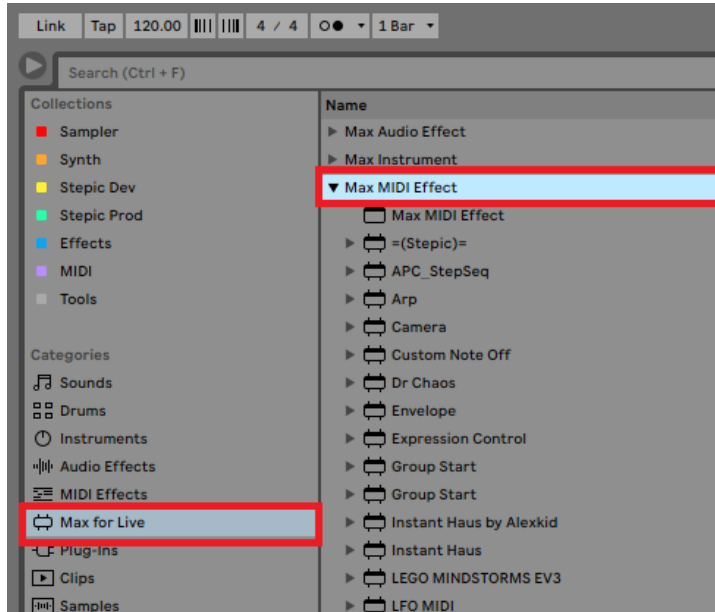 Link Tap 120.00 4 / 4 1 Bar
Search (Ctrl + F)
Collections
Sampler
Synth
Stepic Dev
Stepic Prod
Effects
MIDI
Tools
Categories
Sounds
Drums
Instruments
Audio Effects
MIDI Effects
Max for Live
Plug-Ins
Clips
Samples
Name
Max Audio Effect
Max Instrument
Max MIDI Effect
Max MIDI Effect
=(Stepic)=
APC_StepSeq
Arp
Camera
Custom Note Off
Dr Chaos
Envelope
Expression Control
Group Start
Group Start
Instant Haus by Alexkid
Instant Haus
LEGO MINDSTORMS EV3
LFO MIDI